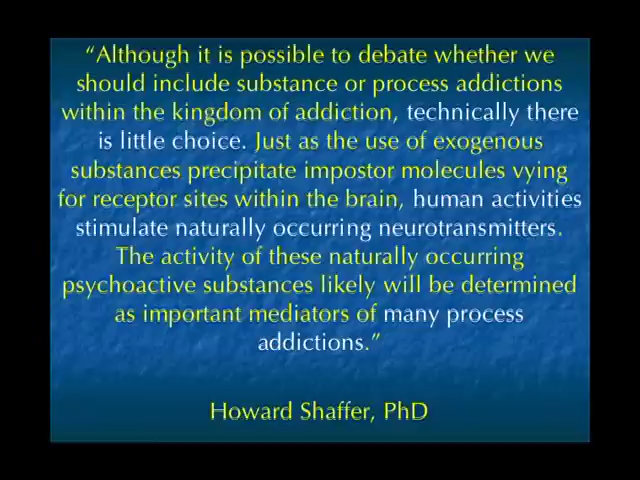 “Although it is possible to debate whether we
should include substance or process addictions
within the kingdom of addiction, technically there
is little choice. Just as the use of exogenous
substances precipitate impostor molecules vying
for receptor sites within the brain, human activities
stimulate naturally occurring neurotransmitters.
The activity of these naturally occurring
psychoactive substances likely will be determined
as important mediators of many process
addictions.”
Howard Shaffer, PhD